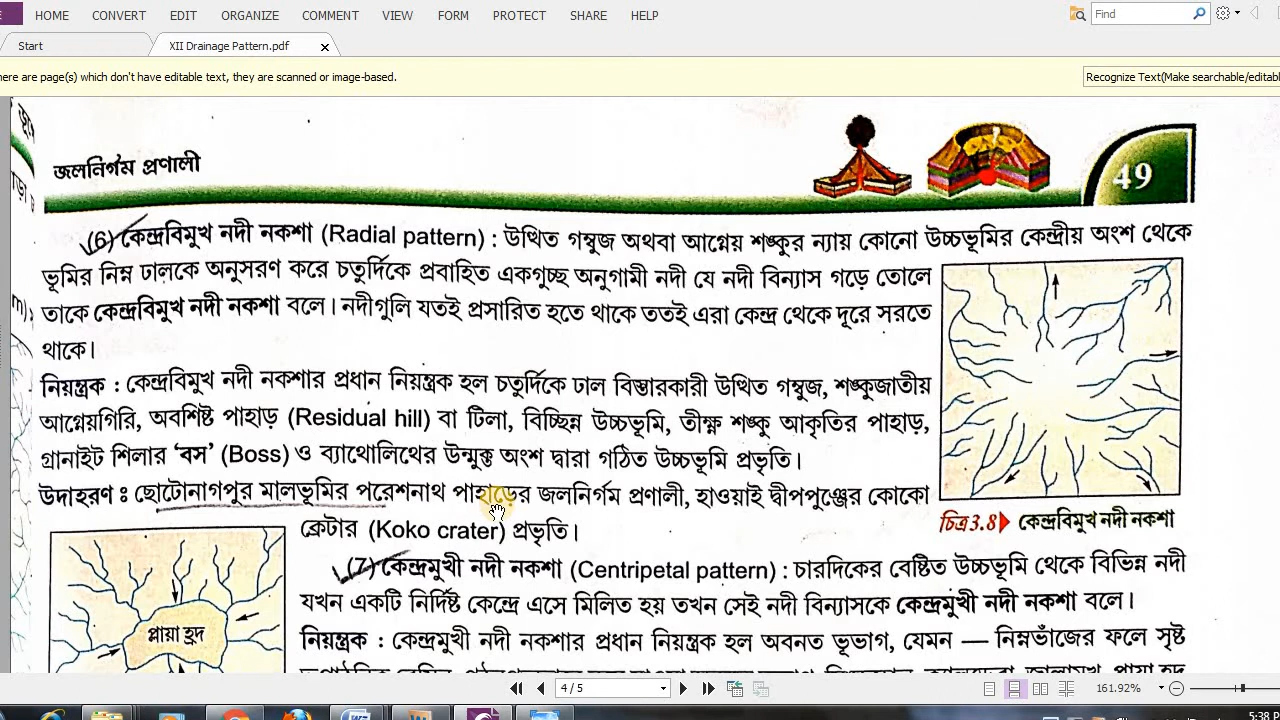 HOME CONVERT EDIT ORGANIZE COMMENT VIEW FORM PROTECT SHARE HELP
Find
Start
XII Drainage Pattern.pdf
here are page(s) which don't have editable text, they are scanned or image-based.
Recognize Text(Make searchable/editabl
জলনির্গম প্রণালী
49
(6) কেন্দ্রবিমুখ নদী নকশা (Radial pattern) : উত্থিত গম্বুজ অথবা আগ্নেয় শঙ্কুর ন্যায় কোনো উচ্চভূমির কেন্দ্রীয় অংশ থেকে
ভূমির নিম্ন ঢালকে অনুসরণ করে চতুর্দিকে প্রবাহিত একগুচ্ছ অনুগামী নদী যে নদী বিন্যাস গড়ে তোলে
তাকে কেন্দ্রবিমুখ নদী নকশা বলে। নদীগুলি যতই প্রসারিত হতে থাকে ততই এরা কেন্দ্র থেকে দূরে সরতে
থাকে।
নিয়ন্ত্রক : কেন্দ্রবিমুখ নদী নকশার প্রধান নিয়ন্ত্রক হল চতুর্দিকে ঢাল বিস্তারকারী উত্থিত গম্বুজ, শঙ্কুজাতীয়
আগ্নেয়গিরি, অবশিষ্ট পাহাড় (Residual hill) বা টিলা, বিচ্ছিন্ন উচ্চভূমি, তীক্ষ্ণ শঙ্কু আকৃতির পাহাড়,
গ্রানাইট শিলার ‘বস’ (Boss) ও ব্যাথোলিথের উন্মুক্ত অংশ দ্বারা গঠিত উচ্চভূমি প্রভৃতি।
উদাহরণ : ছোটোনাগপুর মালভূমির পরেশনাথ পাহাড়ের জলনির্গম প্রণালী, হাওয়াই দ্বীপপুঞ্জের কোকো
ক্রেটার (Koko crater) প্রভৃতি।
চিত্র3.8 কেন্দ্রবিমুখ নদী নকশা
(7) কেন্দ্রমুখী নদী নকশা (Centripetal pattern) : চারদিকের বেষ্টিত উচ্চভূমি থেকে বিভিন্ন নদী
যখন একটি নির্দিষ্ট কেন্দ্রে এসে মিলিত হয় তখন সেই নদী বিন্যাসকে কেন্দ্রমুখী নদী নকশা বলে।
প্লায়া হ্রদ
নিয়ন্ত্রক : কেন্দ্রমুখী নদী নকশার প্রধান নিয়ন্ত্রক হল অবনত ভূভাগ, যেমন — নিম্নভাঁজের ফলে সৃষ্ট
4 / 5
161.92%
5:38 PM